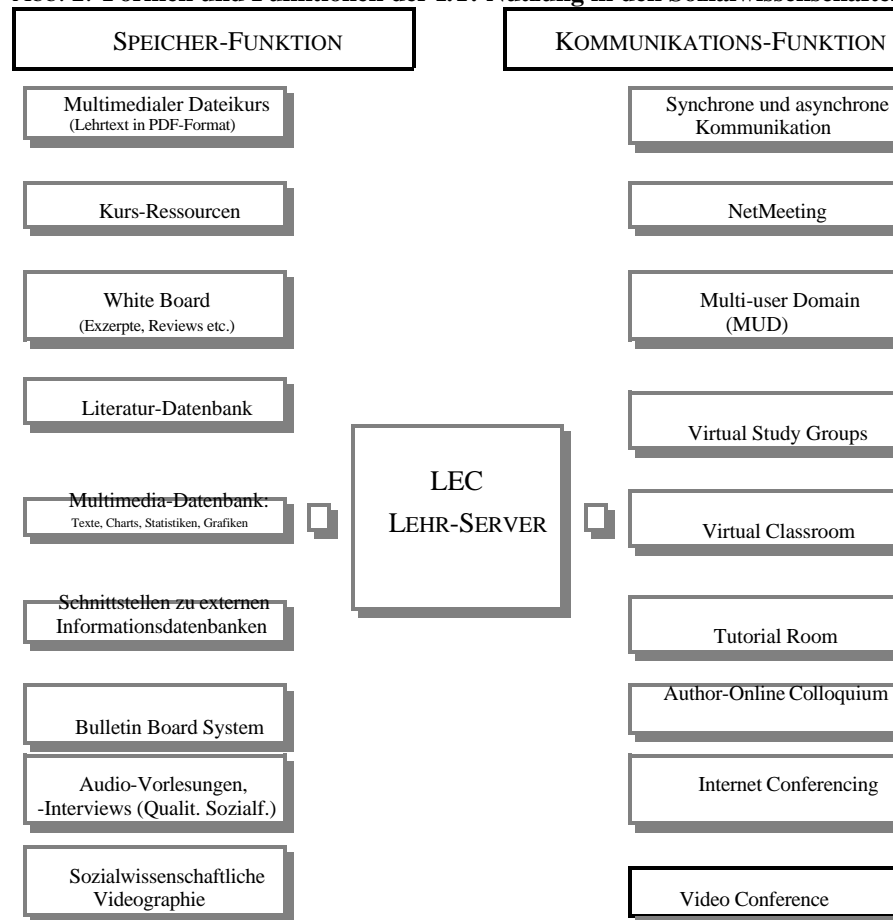 SPEICHER-FUNKTION
Multimedialer Dateikurs
(Lehrtext in PDF-Format)
Kurs-Ressourcen
White Board
(Exzerpte, Reviews etc.)
Literatur-Datenbank
Multimedia-Datenbank:
Texte, Charts, Statistiken, Grafiken
Schnittstellen zu externen
Informationsdatenbanken
Bulletin Board System
Audio-Vorlesungen,
-Interviews (Qualit. Sozialf.)
Sozialwissenschaftliche
Videographie
LEC
LEHR-SERVER
KOMMUNIKATIONS-FUNKTION
Synchrone und asynchrone
Kommunikation
NetMeeting
Multi-user Domain
(MUD)
Virtual Study Groups
Virtual Classroom
Tutorial Room
Author-Online Colloquium
Internet Conferencing
Video Conference